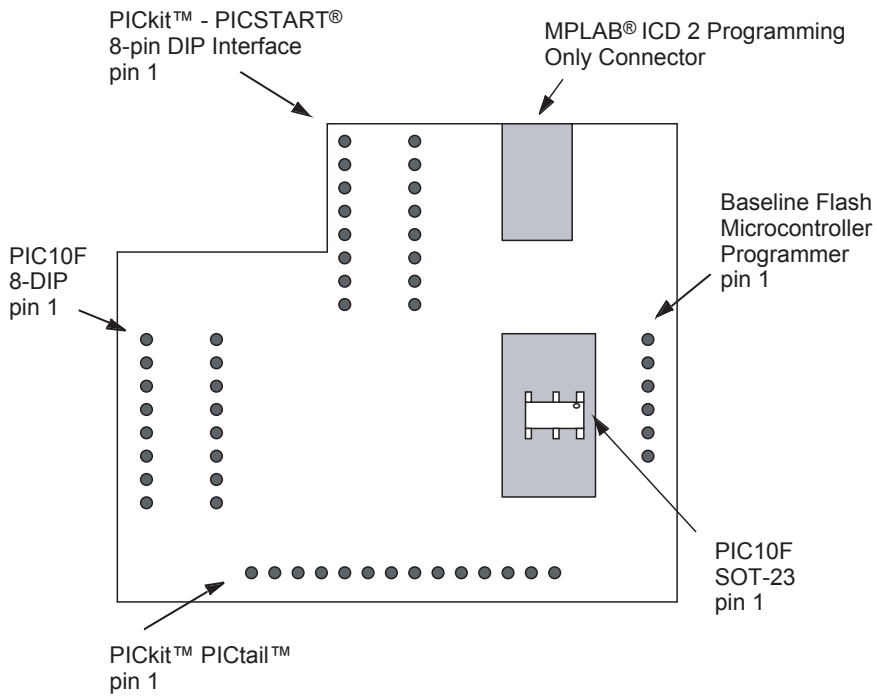 PICkit™ - PICSTART®
8-pin DIP Interface
pin 1
MPLAB® ICD 2 Programming
Only Connector
Baseline Flash
Microcontroller
Programmer
pin 1
PIC10F
8-DIP
pin 1
PIC10F
SOT-23
pin 1
PICkit™ PICtail™
pin 1